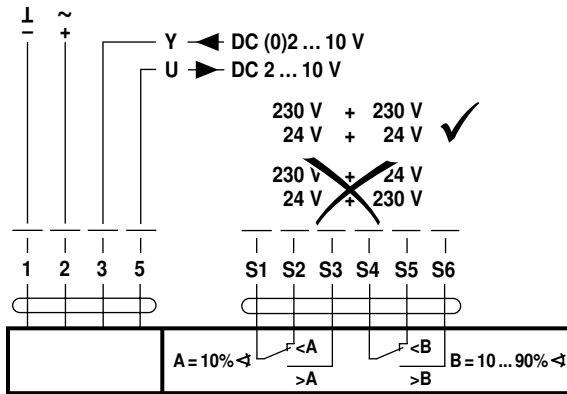 ⊥ ~
− +
Y DC (0)2 ... 10 V
U DC 2 ... 10 V
230 V + 230 V
24 V + 24 V
230 V + 24 V
24 V + 230 V
1 2 3 5 S1 S2 S3 S4 S5 S6
A = 10% ∢ <A <B B = 10 ... 90% ∢
>A >B